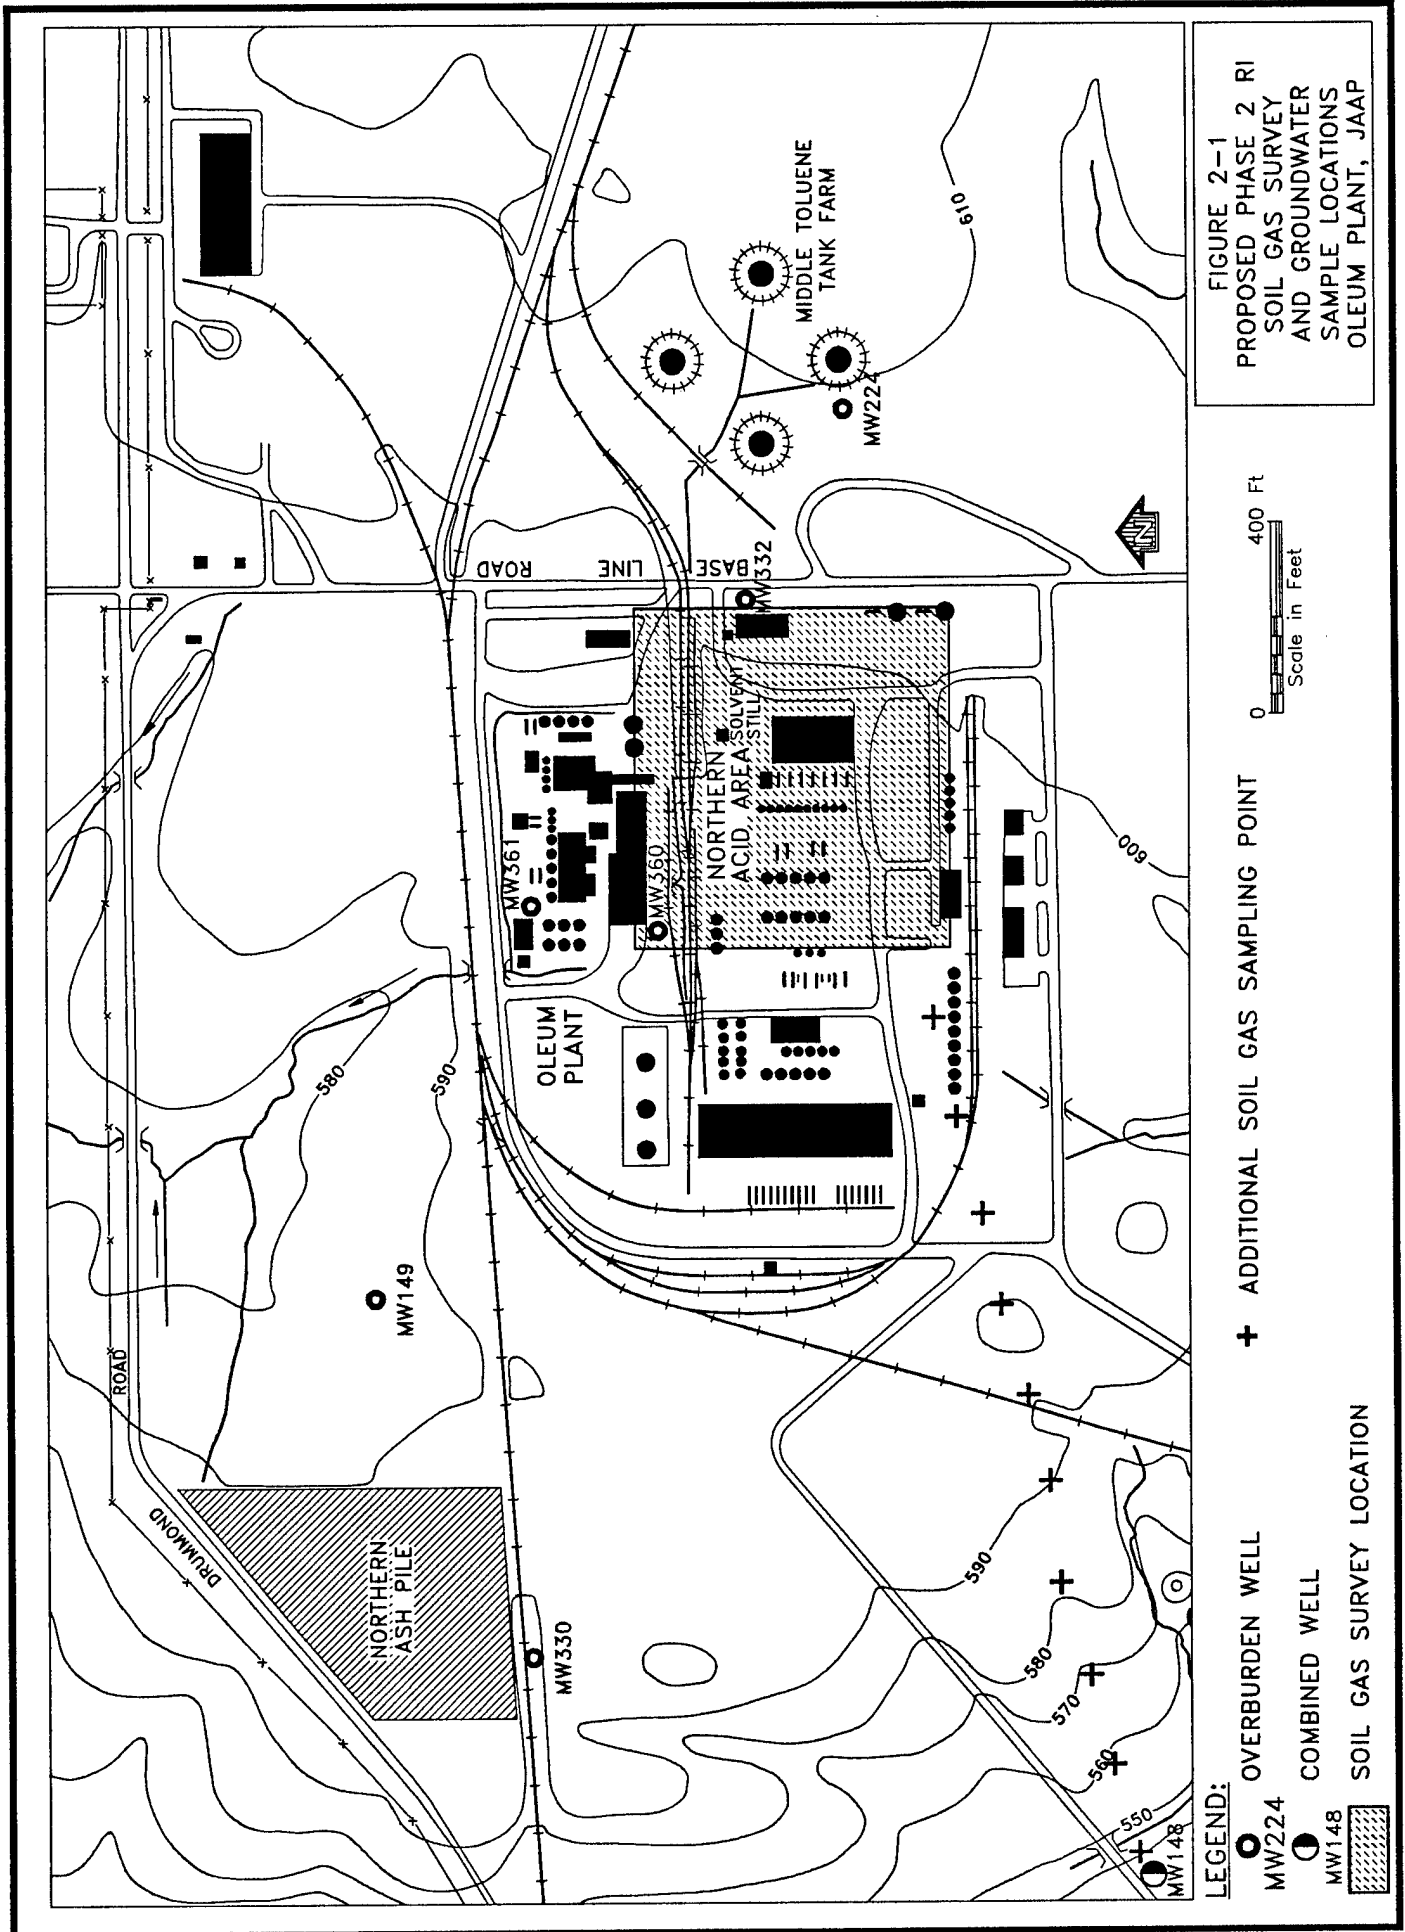 FIGURE 2-1
PROPOSED PHASE 2 RI
SOIL GAS SURVEY
AND GROUNDWATER
SAMPLE LOCATIONS
OLEUM PLANT, JAAP
DRUMMOND
ROAD
NORTHERN
ASH PILE
MW330
MW149
580
590
OLEUM
PLANT
MW361
MW360
NORTHERN
ACID AREA
SOLVENT
STILL
BASE
LINE
ROAD
MW332
MIDDLE TOLUENE
TANK FARM
MW224
610
600
590
580
570
560
550
MW148
N
0
400 Ft
Scale in Feet
LEGEND:
MW224
OVERBURDEN WELL
MW148
COMBINED WELL
SOIL GAS SURVEY LOCATION
+ ADDITIONAL SOIL GAS SAMPLING POINT